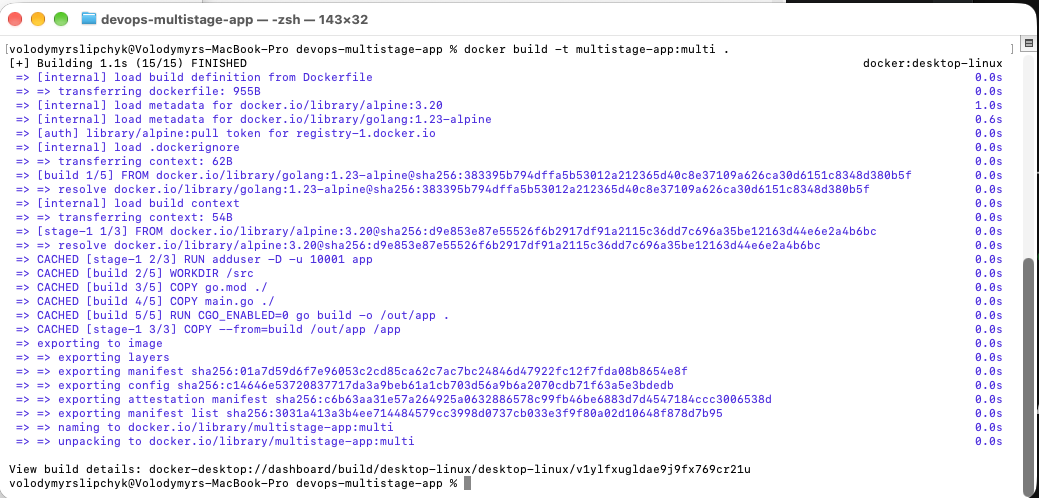 devops-multistage-app — -zsh — 143×32
[volodymyrslipchyk@Volodymyrs-MacBook-Pro devops-multistage-app % docker build -t multistage-app:multi . ]
[+] Building 1.1s (15/15) FINISHED docker:desktop-linux
=> [internal] load build definition from Dockerfile 0.0s
=> => transferring dockerfile: 955B 0.0s
=> [internal] load metadata for docker.io/library/alpine:3.20 1.0s
=> [internal] load metadata for docker.io/library/golang:1.23-alpine 0.6s
=> [auth] library/alpine:pull token for registry-1.docker.io 0.0s
=> [internal] load .dockerignore 0.0s
=> => transferring context: 62B 0.0s
=> [build 1/5] FROM docker.io/library/golang:1.23-alpine@sha256:383395b794dffa5b53012a212365d40c8e37109a626ca30d6151c8348d380b5f 0.0s
=> => resolve docker.io/library/golang:1.23-alpine@sha256:383395b794dffa5b53012a212365d40c8e37109a626ca30d6151c8348d380b5f 0.0s
=> [internal] load build context 0.0s
=> => transferring context: 54B 0.0s
=> [stage-1 1/3] FROM docker.io/library/alpine:3.20@sha256:d9e853e87e55526f6b2917df91a2115c36dd7c696a35be12163d44e6e2a4b6bc 0.0s
=> => resolve docker.io/library/alpine:3.20@sha256:d9e853e87e55526f6b2917df91a2115c36dd7c696a35be12163d44e6e2a4b6bc 0.0s
=> CACHED [stage-1 2/3] RUN adduser -D -u 10001 app 0.0s
=> CACHED [build 2/5] WORKDIR /src 0.0s
=> CACHED [build 3/5] COPY go.mod ./ 0.0s
=> CACHED [build 4/5] COPY main.go ./ 0.0s
=> CACHED [build 5/5] RUN CGO_ENABLED=0 go build -o /out/app . 0.0s
=> CACHED [stage-1 3/3] COPY --from=build /out/app /app 0.0s
=> exporting to image 0.0s
=> => exporting layers 0.0s
=> => exporting manifest sha256:01a7d59d6f7e96053c2cd85ca62c7ac7bc24846d47922fc12f7fda08b8654e8f 0.0s
=> => exporting config sha256:c14646e53720837717da3a9beb61a1cb703d56a9b6a2070cdb71f63a5e3bdedb 0.0s
=> => exporting attestation manifest sha256:c6b63aa31e57a264925a0632886578c99fb46be6883d7d4547184ccc3006538d 0.0s
=> => exporting manifest list sha256:3031a413a3b4ee714484579cc3998d0737cb033e3f9f80a02d10648f878d7b95 0.0s
=> => naming to docker.io/library/multistage-app:multi 0.0s
=> => unpacking to docker.io/library/multistage-app:multi 0.0s
View build details: docker-desktop://dashboard/build/desktop-linux/desktop-linux/v1ylfxugldae9j9fx769cr21u
volodymyrslipchyk@Volodymyrs-MacBook-Pro devops-multistage-app %